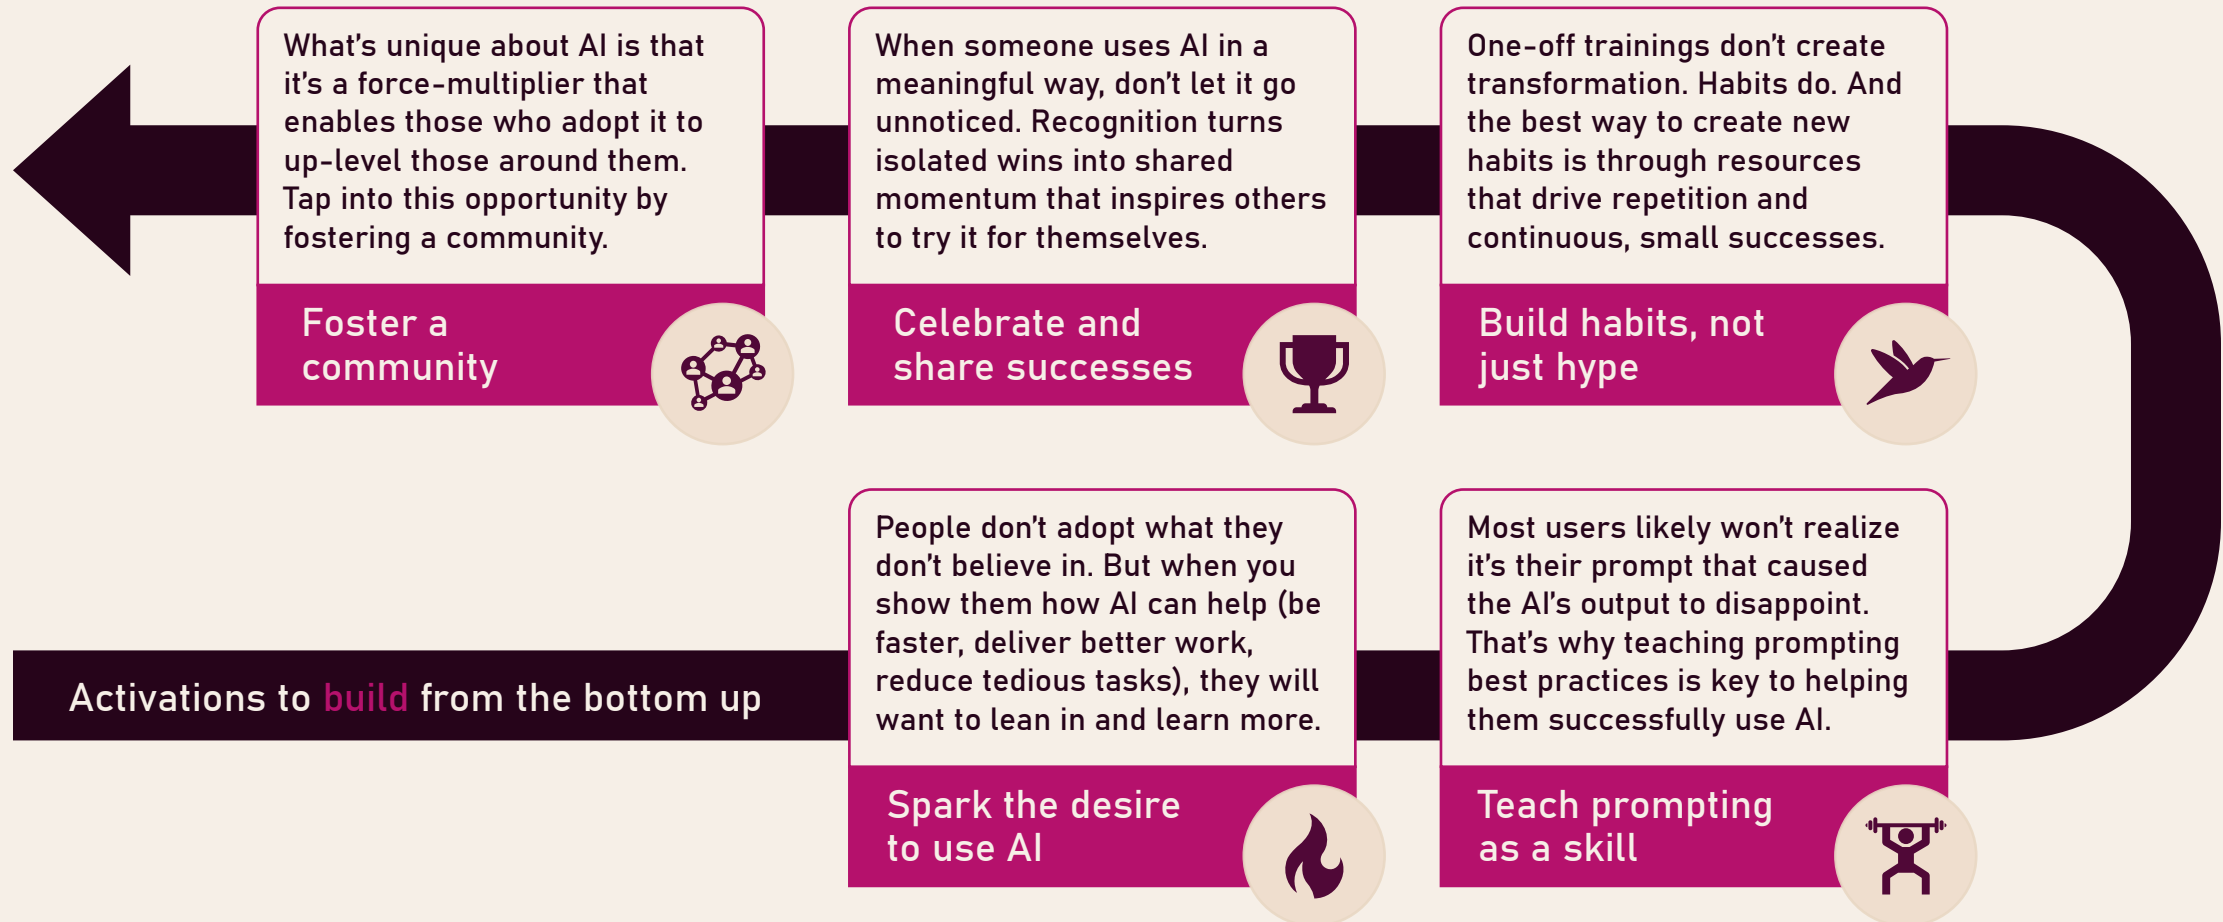 What's unique about AI is that
it's a force-multiplier that
enables those who adopt it to
up-level those around them.
Tap into this opportunity by
fostering a community.
Foster a
community
When someone uses AI in a
meaningful way, don't let it go
unnoticed. Recognition turns
isolated wins into shared
momentum that inspires others
to try it for themselves.
Celebrate and
share successes
One-off trainings don't create
transformation. Habits do. And
the best way to create new
habits is through resources
that drive repetition and
continuous, small successes.
Build habits, not
just hype
Activations to build from the bottom up
People don't adopt what they
don't believe in. But when you
show them how AI can help (be
faster, deliver better work,
reduce tedious tasks), they will
want to lean in and learn more.
Spark the desire
to use AI
Most users likely won't realize
it's their prompt that caused
the AI's output to disappoint.
That's why teaching prompting
best practices is key to helping
them successfully use AI.
Teach prompting
as a skill